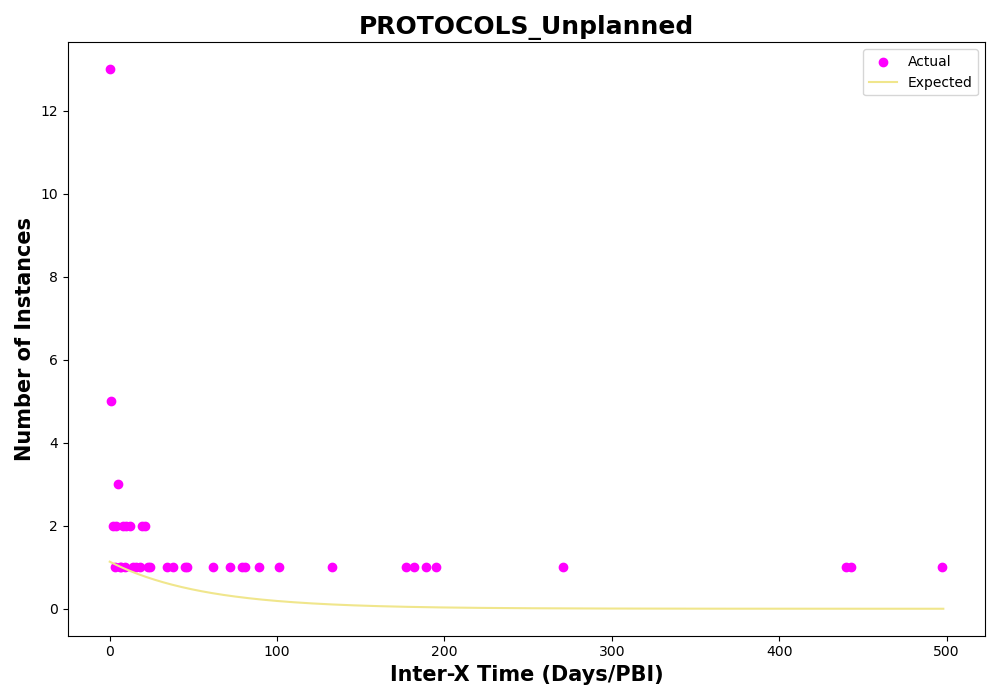 PROTOCOLS_Unplanned
Actual
Expected
12
10
8
6
4
2
0
Number of Instances
0 100 200 300 400 500
Inter-X Time (Days/PBI)